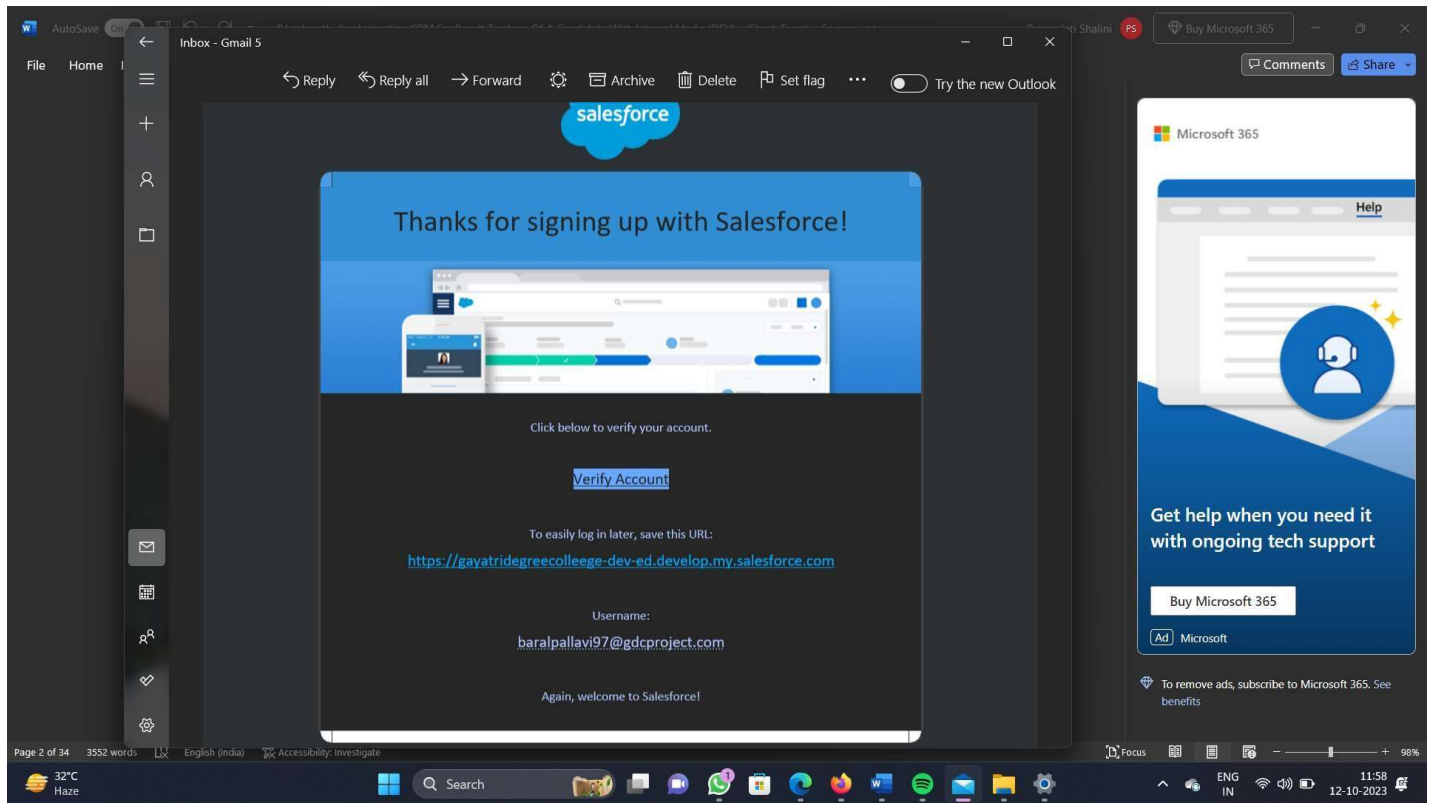 AutoSave On
Shalini PS Buy Microsoft 365
Inbox - Gmail 5
File Home
Comments Share
Reply Reply all Forward Archive Delete Set flag Try the new Outlook
salesforce
Thanks for signing up with Salesforce!
Click below to verify your account.
Verify Account
To easily log in later, save this URL:
https://gayatridegreecolleege-dev-ed.develop.my.salesforce.com
Username:
baralpallavi97@gdcproject.com
Again, welcome to Salesforce!
Microsoft 365
Help
Get help when you need it
with ongoing tech support
Buy Microsoft 365
Ad Microsoft
To remove ads, subscribe to Microsoft 365. See
benefits
Page 2 of 34 3552 words English (India) Accessibility: Investigate
Focus 98%
32°C
Haze
Search
ENG
IN
11:58
12-10-2023